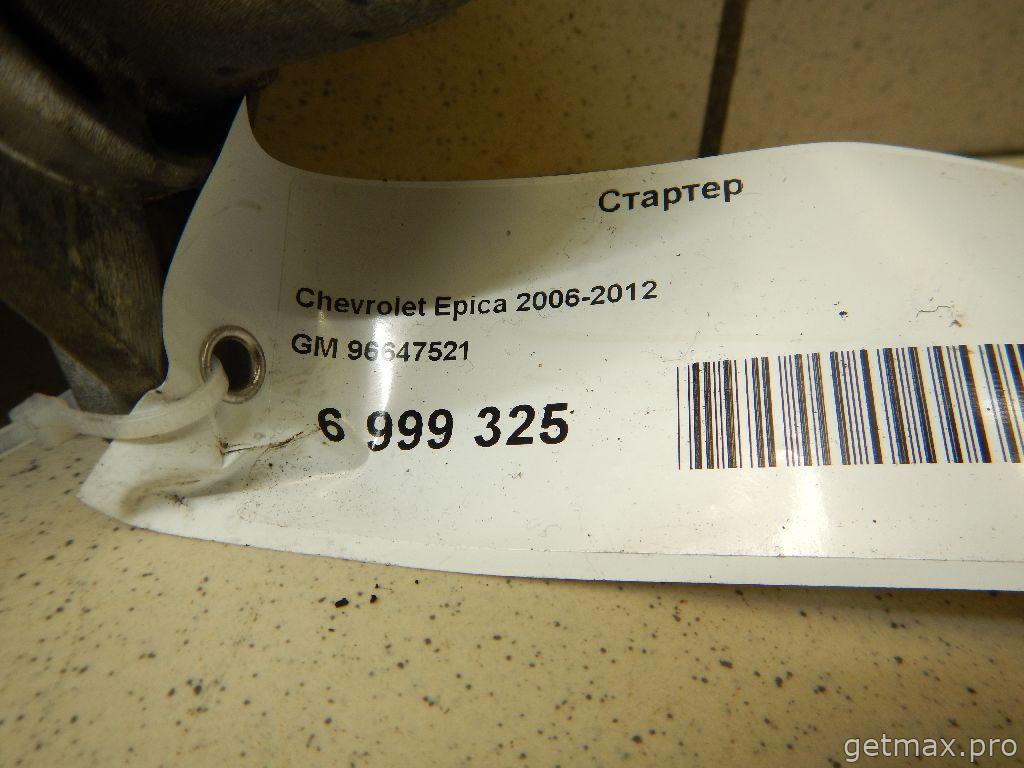 Стартер
Chevrolet Epica 2006-2012
GM 96647521
6 999 325
getmax.pro